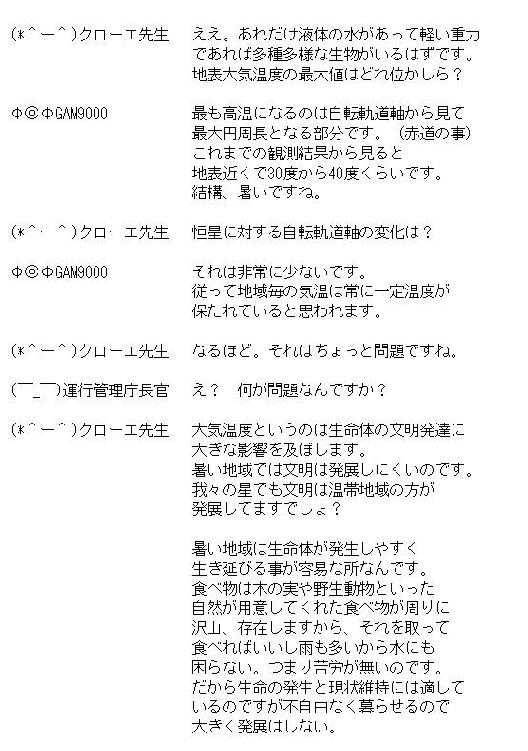 (*＾ー＾)クローエ先生　ええ。あれだけ液体の水があって軽い重力
であれば多種多様な生物がいるはずです。
地表大気温度の最大値はどれ位かしら？
Φ◎ΦGAM9000　最も高温になるのは自転軌道軸から見て
最大円周長となる部分です。（赤道の事）
これまでの観測結果から見ると
地表近くで30度から40度くらいです。
結構、暑いですね。
(*＾-＾)クローエ先生　恒星に対する自転軌道軸の変化は？
Φ◎ΦGAM9000　それは非常に少ないです。
従って地域毎の気温は常に一定温度が
保たれていると思われます。
(*＾ー＾)クローエ先生　なるほど。それはちょっと問題ですね。
(￣_￣)運行管理庁長官　え？　何が問題なんですか？
(*＾ー＾)クローエ先生　大気温度というのは生命体の文明発達に
大きな影響を及ぼします。
暑い地域では文明は発展しにくいのです。
我々の星でも文明は温帯地域の方が
発展してますでしょ？
暑い地域は生命体が発生しやすく
生き延びる事が容易な所なんです。
食べ物は木の実や野生動物といった
自然が用意してくれた食べ物が周りに
沢山、存在しますから、それを取って
食べればいいし雨も多いから水にも
困らない。つまり苦労が無いのです。
だから生命の発生と現状維持には適して
いるのですが不自由なく暮らせるので
大きく発展はしない。